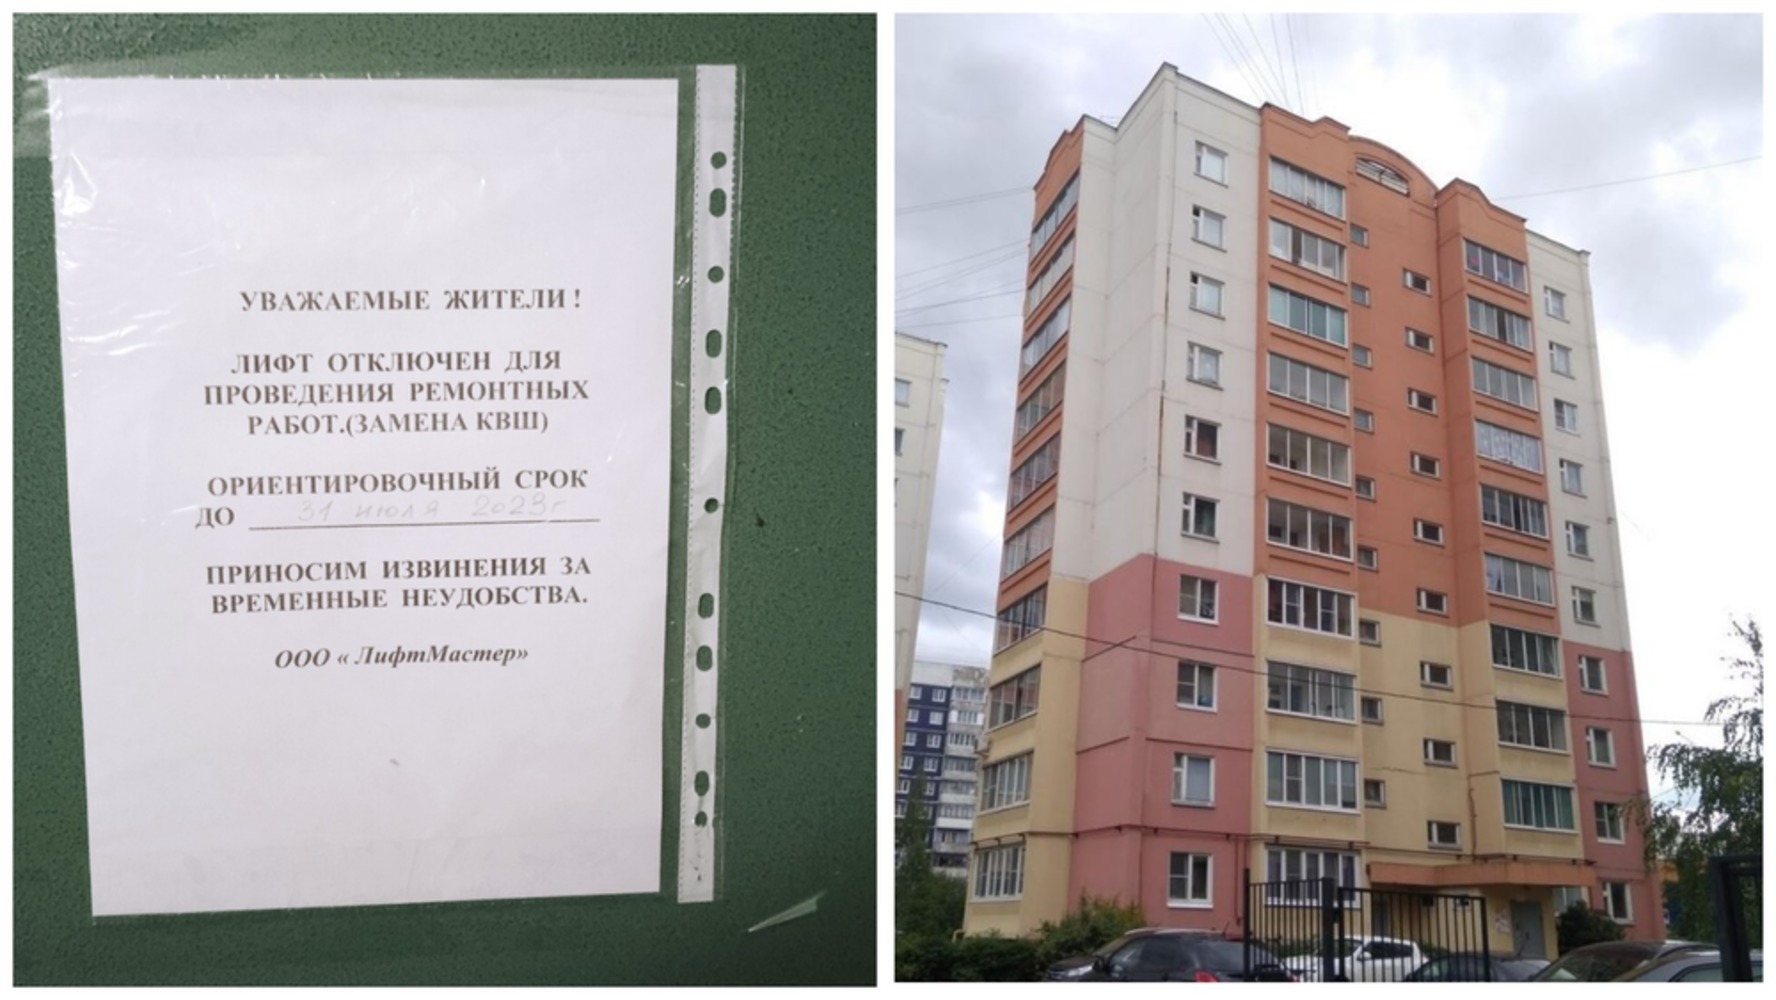 УВАЖАЕМЫЕ ЖИТЕЛИ !
ЛИФТ ОТКЛЮЧЕН ДЛЯ
ПРОВЕДЕНИЯ РЕМОНТНЫХ
РАБОТ.(ЗАМЕНА КВШ)
ОРИЕНТИРОВОЧНЫЙ СРОК
ДО 31 июля 2023г
ПРИНОСИМ ИЗВИНЕНИЯ ЗА
ВРЕМЕННЫЕ НЕУДОБСТВА.
ООО « ЛифтМастер»